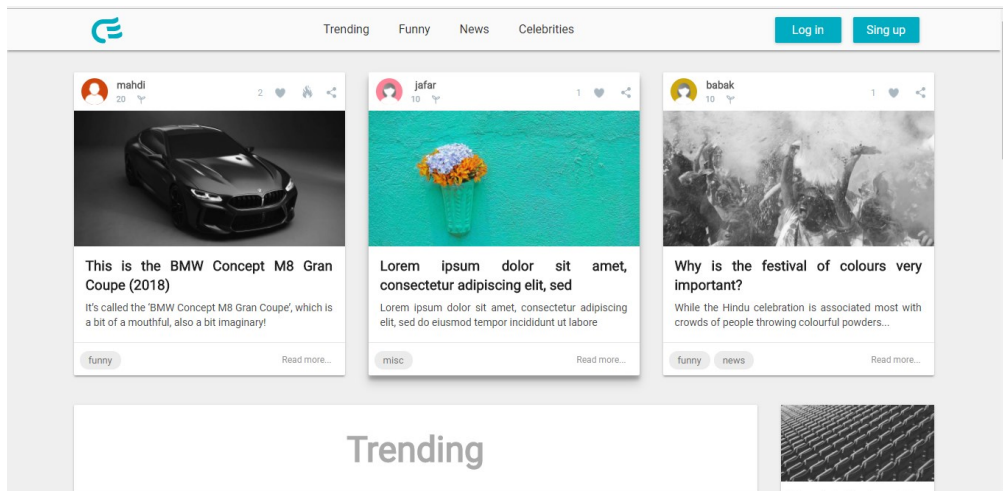 Trending Funny News Celebrities Log in Sing up
mahdi
20
2
This is the BMW Concept M8 Gran
Coupe (2018)
It's called the 'BMW Concept M8 Gran Coupe', which is
a bit of a mouthful, also a bit imaginary!
funny Read more...
jafar
10
1
Lorem ipsum dolor sit amet,
consectetur adipiscing elit, sed
Lorem ipsum dolor sit amet, consectetur adipiscing
elit, sed do eiusmod tempor incididunt ut labore
misc Read more...
babak
10
1
Why is the festival of colours very
important?
While the Hindu celebration is associated most with
crowds of people throwing colourful powders...
funny news Read more...
Trending